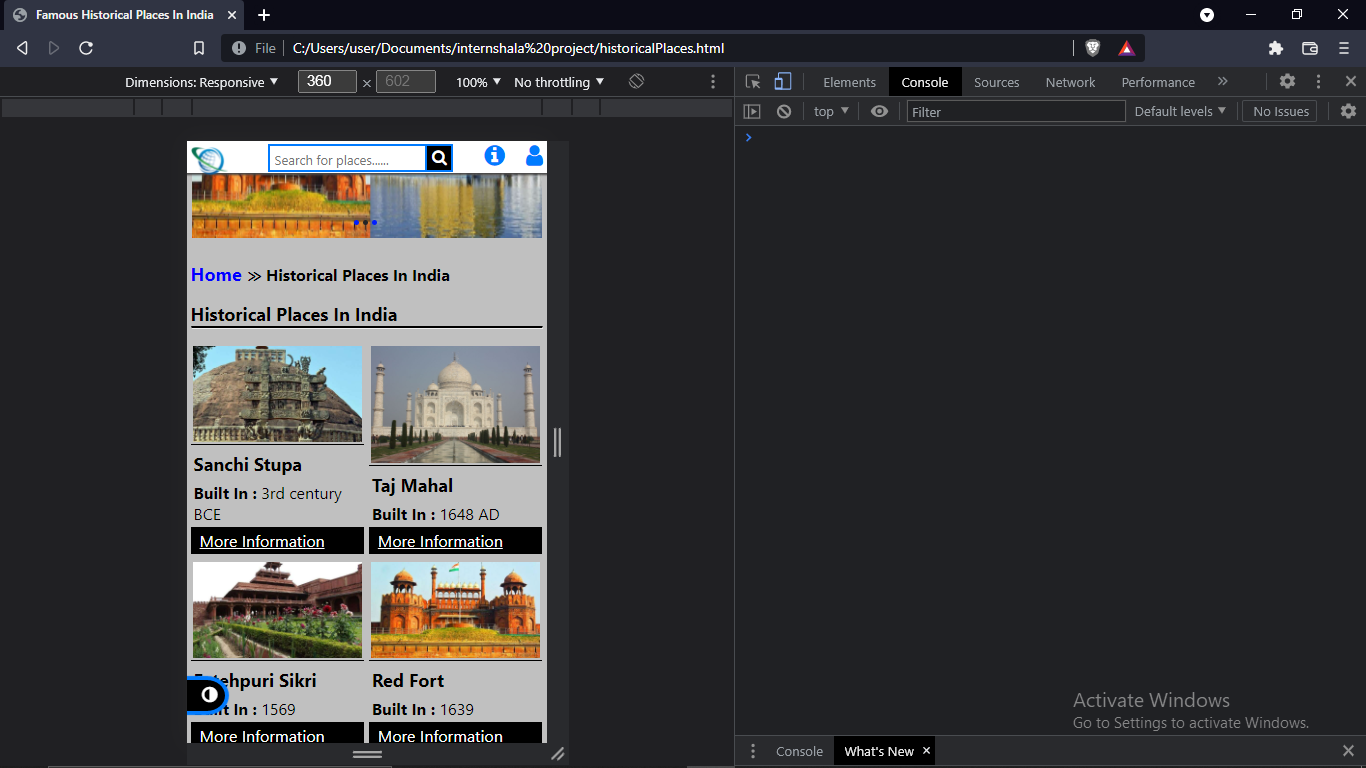 Famous Historical Places In India
File
C:/Users/user/Documents/internshala%20project/historicalPlaces.html
Dimensions: Responsive 360 × 602 100% No throttling
Elements Console Sources Network Performance »
top Filter Default levels No Issues
Search for places......
Home ≫ Historical Places In India
Historical Places In India
Sanchi Stupa
Built In : 3rd century
BCE
More Information
Taj Mahal
Built In : 1648 AD
More Information
tehpuri Sikri
lt In : 1569
More Information
Red Fort
Built In : 1639
More Information
Activate Windows
Go to Settings to activate Windows.
Console What's New